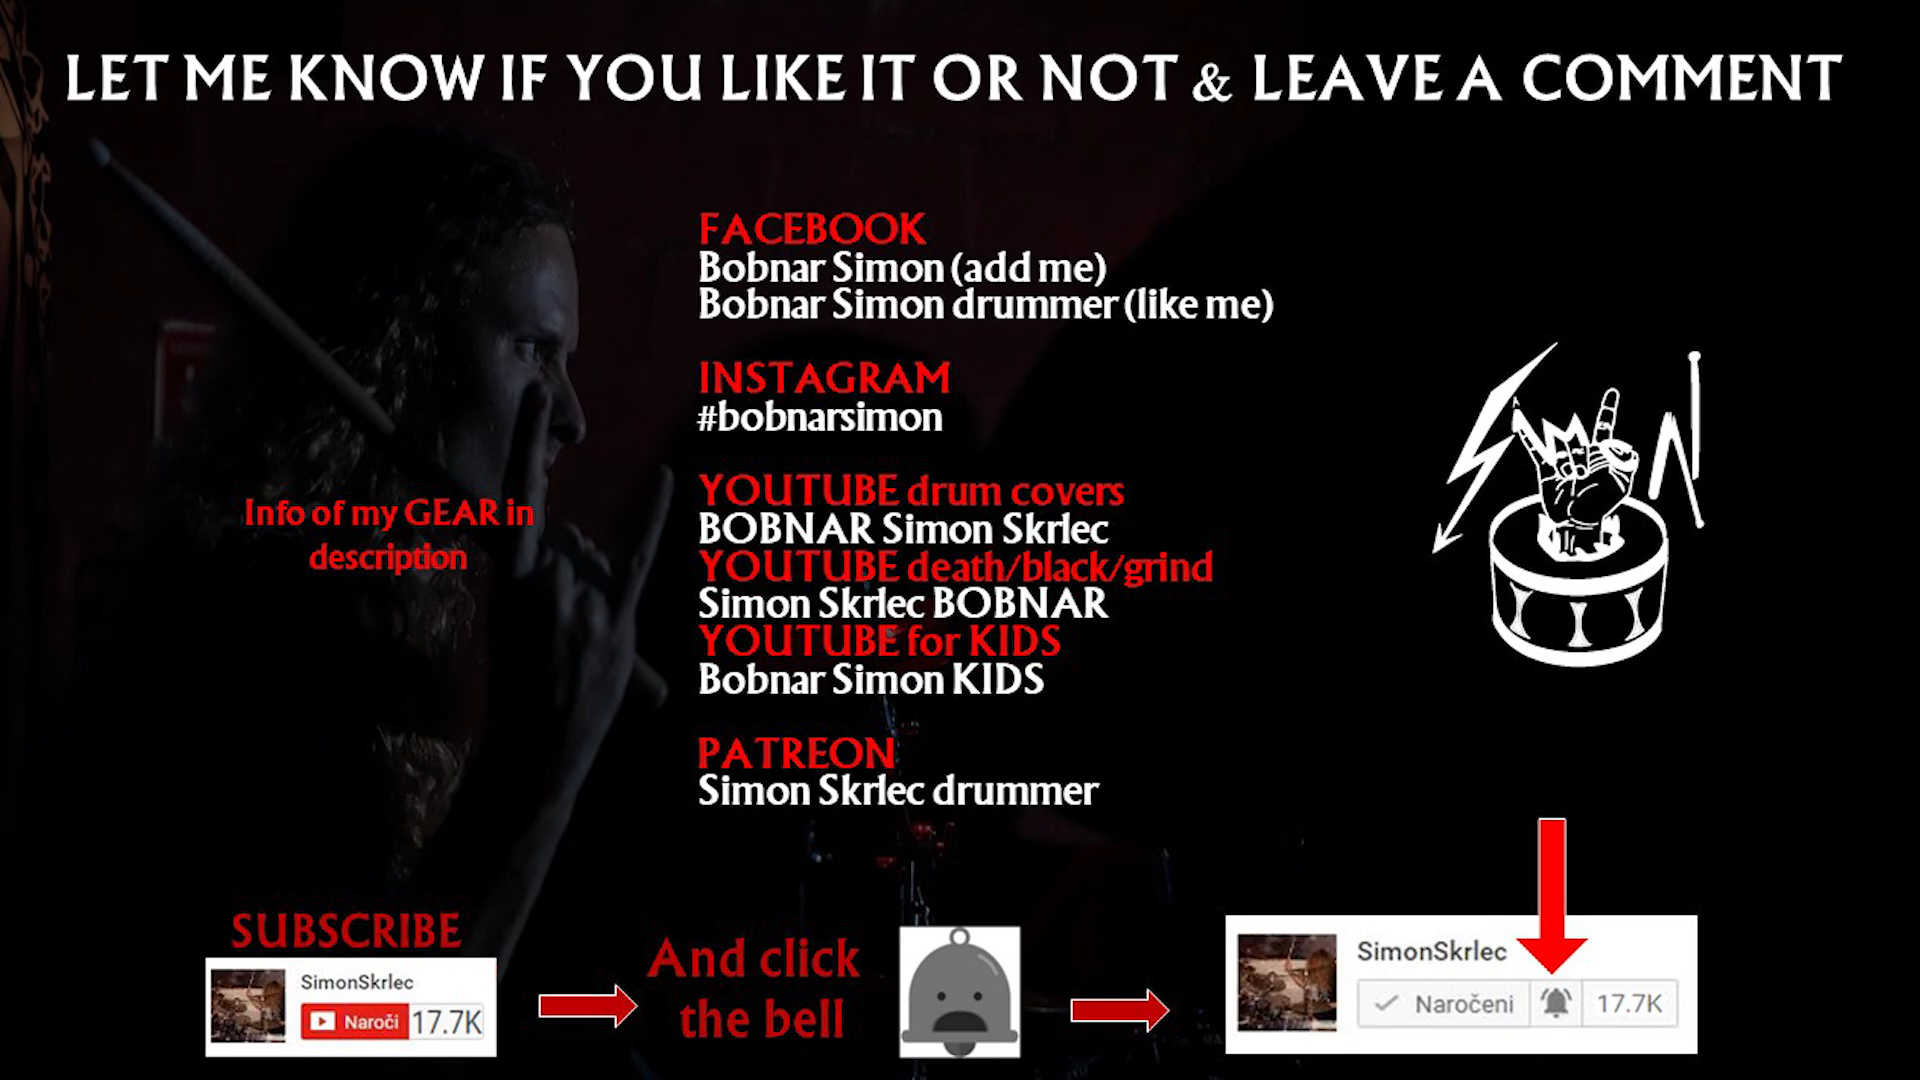 LET ME KNOW IF YOU LIKE IT OR NOT & LEAVE A COMMENT
FACEBOOK
Bobnar Simon (add me)
Bobnar Simon drummer (like me)
INSTAGRAM
#bobnarsimon
YOUTUBE drum covers
BOBNAR Simon Skrlec
YOUTUBE death/black/grind
Simon Skrlec BOBNAR
YOUTUBE for KIDS
Bobnar Simon KIDS
PATREON
Simon Skrlec drummer
Info of my GEAR in
description
SIMON
SUBSCRIBE
SimonSkrlec
Naroči 17.7K
And click
the bell
SimonSkrlec
Naročeni 17.7K